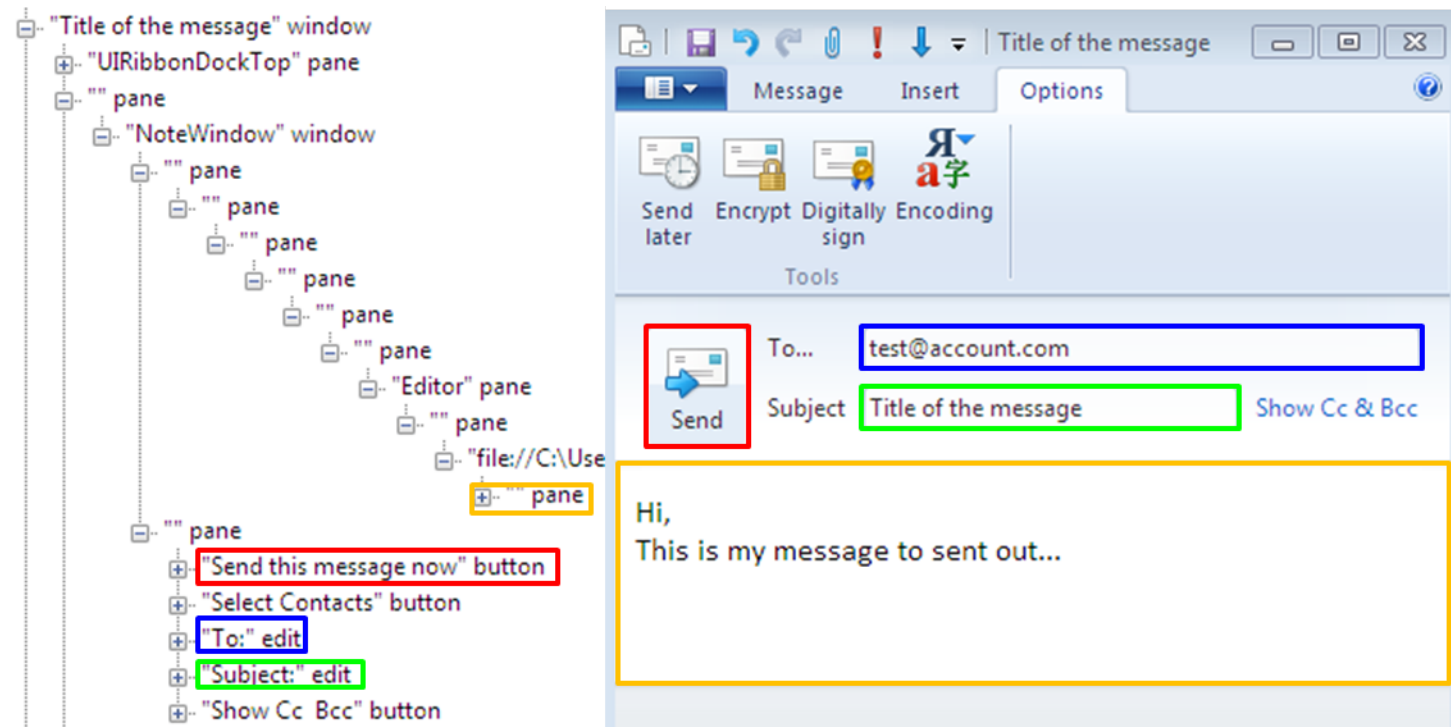 "Title of the message" window
"UIRibbonDockTop" pane
"" pane
"NoteWindow" window
"" pane
"" pane
"" pane
"" pane
"" pane
"" pane
"Editor" pane
"" pane
"file://C:\Use
"" pane
"" pane
"Send this message now" button
"Select Contacts" button
"To:" edit
"Subject:" edit
"Show Cc Bcc" button
Title of the message
Message Insert Options
Send later
Encrypt
Digitally sign
Я a字
Encoding
Tools
Send
To... test@account.com
Subject Title of the message Show Cc & Bcc
Hi,
This is my message to sent out...